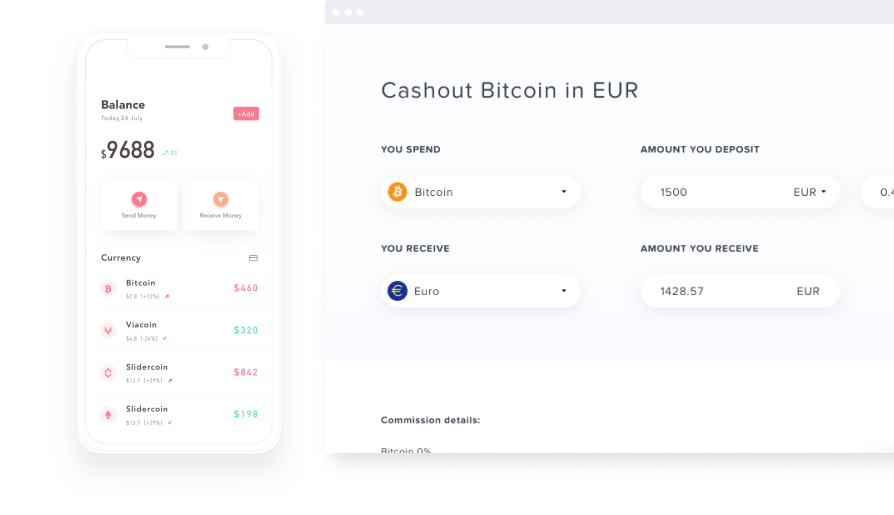 Balance
Today,24 July
+Add
$9688
31
Send Money
Receive Money
Currency
Bitcoin
$460
$2.8 (+12%)
Viacoin
$320
$4.8 (-24%)
Slidercoin
$842
$13.7 (+29%)
Slidercoin
$198
$13.7 (+29%)
Cashout Bitcoin in EUR
YOU SPEND
AMOUNT YOU DEPOSIT
Bitcoin
1500
EUR
0.4
YOU RECEIVE
AMOUNT YOU RECEIVE
Euro
1428.57
EUR
Commission details:
Bitcoin 0%